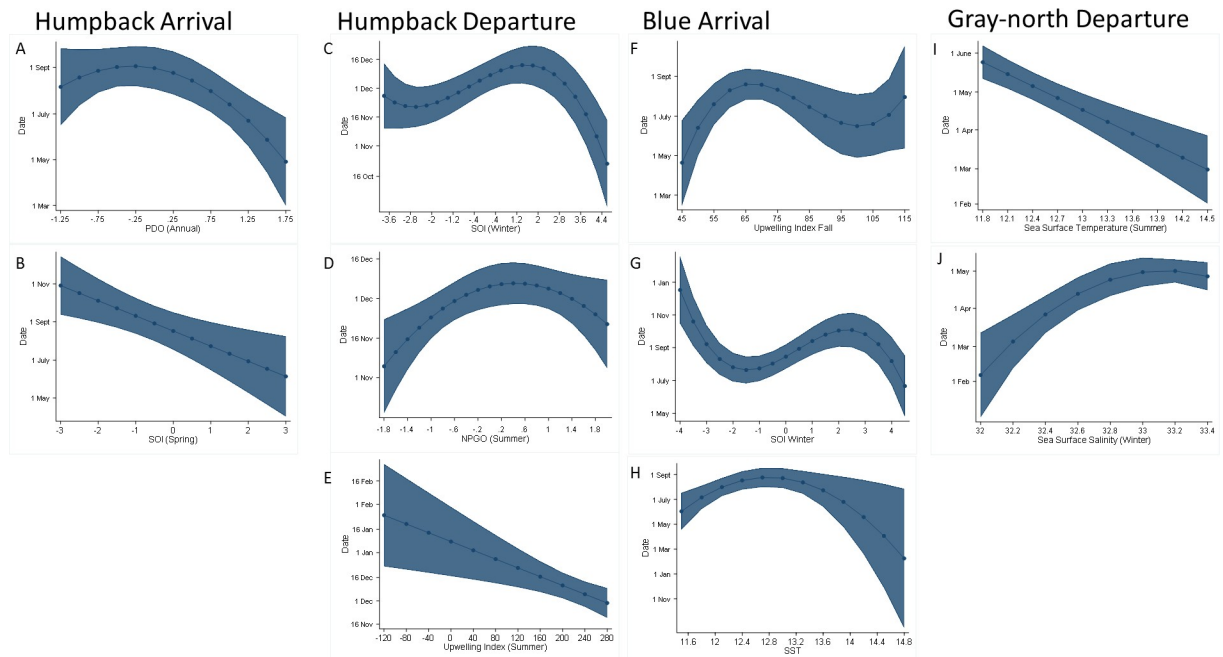 Humpback Arrival
Humpback Departure
Blue Arrival
Gray-north Departure
A
1 Sept
1 July
1 May
1 Mar
Date
-1.25 -.75 -.25 .25 .75 1.25 1.75
PDO (Annual)
B
1 Nov
1 Sept
1 July
1 May
Date
-3 -2 -1 0 1 2 3
SOI (Spring)
C
16 Dec
1 Dec
16 Nov
1 Nov
16 Oct
Date
-3.6 -2.8 -2 -1.2 -.4 .4 1.2 2 2.8 3.6 4.4
SOI (Winter)
D
16 Dec
1 Dec
16 Nov
1 Nov
Date
-1.8 -1.4 -1 -.6 -.2 .2 .6 1 1.4 1.8
NPGO (Summer)
E
16 Feb
1 Feb
16 Jan
1 Jan
16 Dec
1 Dec
16 Nov
Date
-120 -80 -40 0 40 80 120 160 200 240 280
Upwelling Index (Summer)
F
1 Sept
1 July
1 May
1 Mar
Date
45 55 65 75 85 95 105 115
Upwelling Index Fall
G
1 Jan
1 Nov
1 Sept
1 July
1 May
Date
-4 -3 -2 -1 0 1 2 3 4
SOI Winter
H
1 Sept
1 July
1 May
1 Mar
1 Jan
1 Nov
Date
11.6 12 12.4 12.8 13.2 13.6 14 14.4 14.8
SST
I
1 June
1 May
1 Apr
1 Mar
1 Feb
Date
11.8 12.1 12.4 12.7 13 13.3 13.6 13.9 14.2 14.5
Sea Surface Temperature (Summer)
J
1 May
1 Apr
1 Mar
1 Feb
Date
32 32.2 32.4 32.6 32.8 33 33.2 33.4
Sea Surface Salinity (Winter)